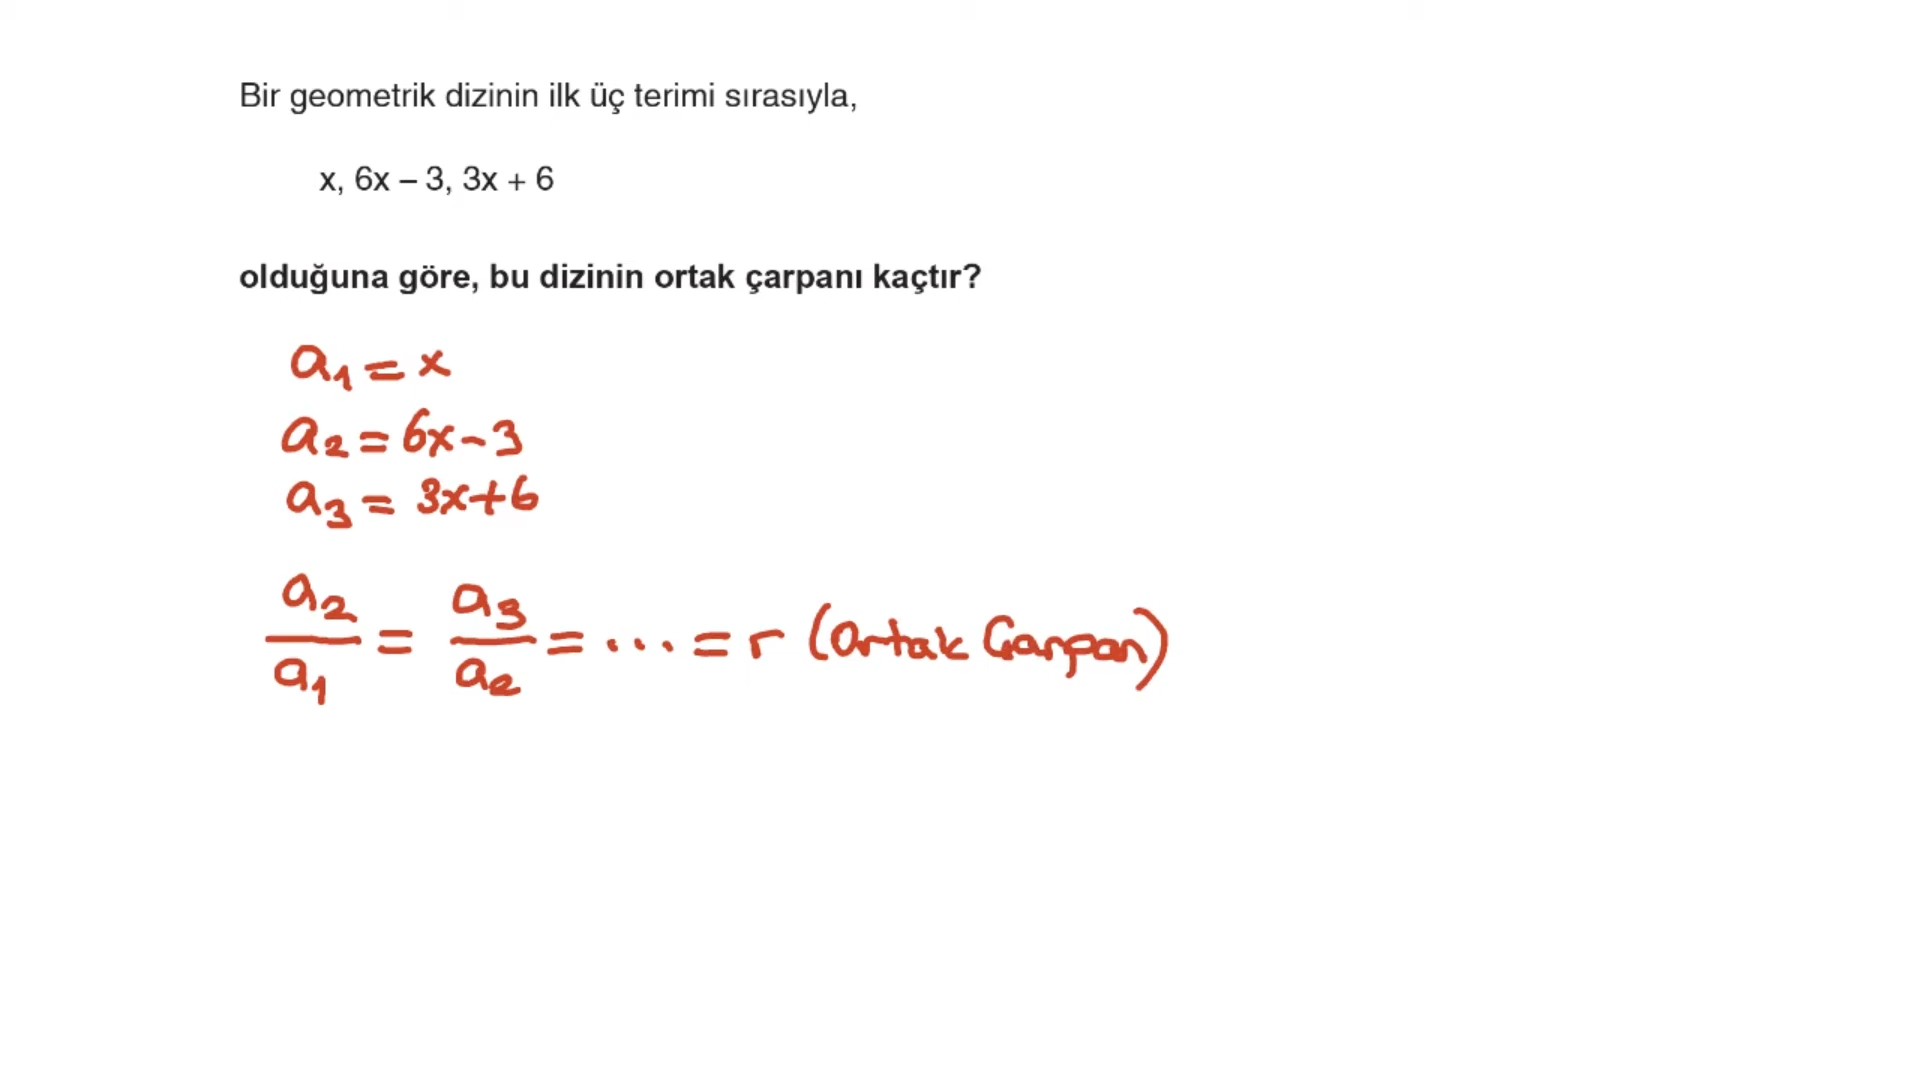 Bir geometrik dizinin ilk üç terimi sırasıyla,
x, 6x – 3, 3x + 6
olduğuna göre, bu dizinin ortak çarpanı kaçtır?
a₁ = x
a₂ = 6x-3
a₃ = 3x+6
a₂/a₁ = a₃/a₂ = ... = r (Ortak Çarpan)